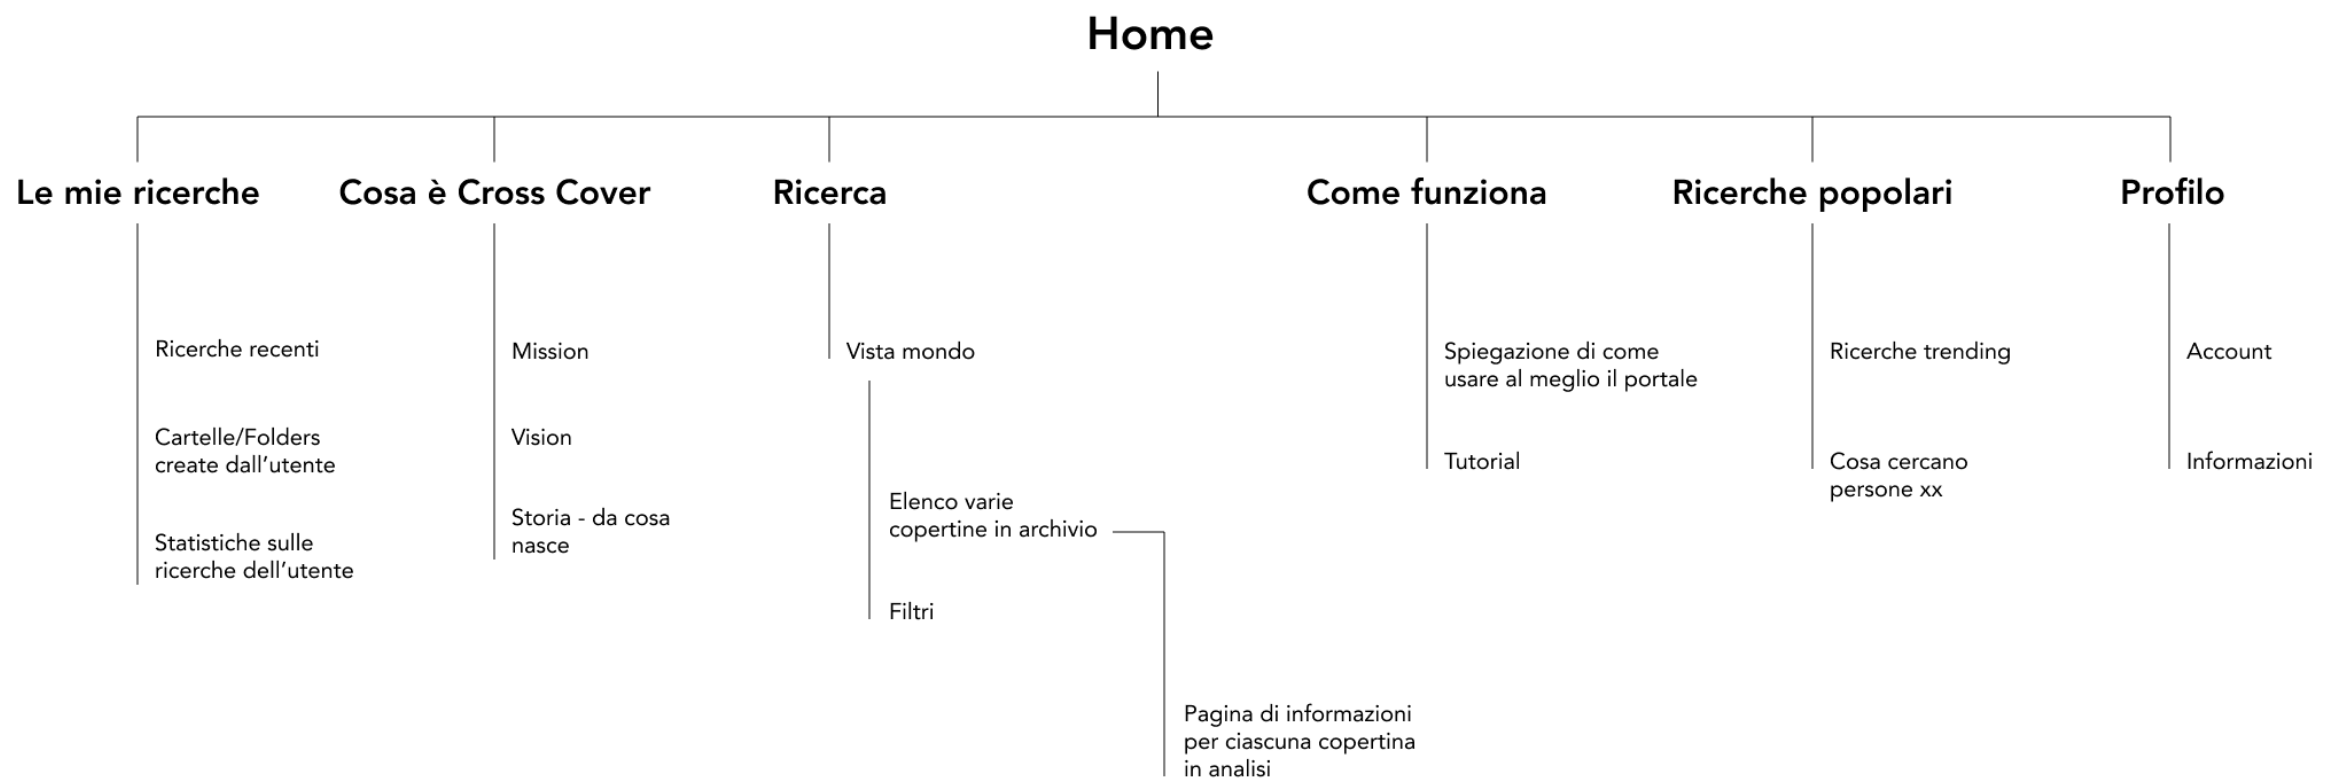 Home
Le mie ricerche
Cosa è Cross Cover
Ricerca
Come funziona
Ricerche popolari
Profilo
Ricerche recenti
Cartelle/Folders
create dall’utente
Statistiche sulle
ricerche dell’utente
Mission
Vision
Storia - da cosa
nasce
Vista mondo
Elenco varie
copertine in archivio
Filtri
Pagina di informazioni
per ciascuna copertina
in analisi
Spiegazione di come
usare al meglio il portale
Tutorial
Ricerche trending
Cosa cercano
persone xx
Account
Informazioni